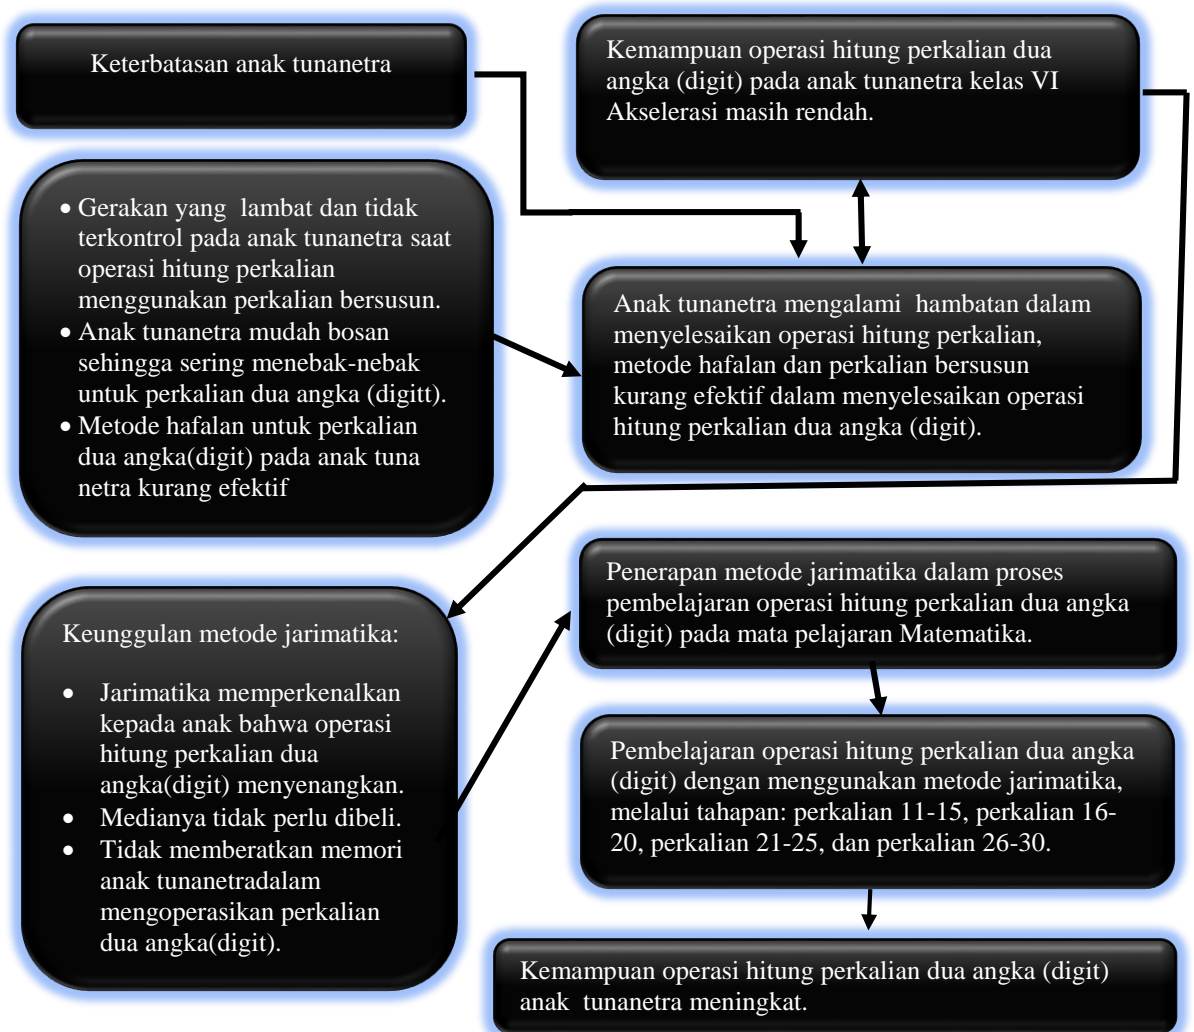 Keterbatasan anak tunanetra
Kemampuan operasi hitung perkalian dua
angka (digit) pada anak tunanetra kelas VI
Akselerasi masih rendah.
• Gerakan yang lambat dan tidak
terkontrol pada anak tunanetra saat
operasi hitung perkalian
menggunakan perkalian bersusun.
• Anak tunanetra mudah bosan
sehingga sering menebak-nebak
untuk perkalian dua angka (digitt).
• Metode hafalan untuk perkalian
dua angka(digit) pada anak tuna
netra kurang efektif
Anak tunanetra mengalami hambatan dalam
menyelesaikan operasi hitung perkalian,
metode hafalan dan perkalian bersusun
kurang efektif dalam menyelesaikan operasi
hitung perkalian dua angka (digit).
Keunggulan metode jarimatika:
• Jarimatika memperkenalkan
kepada anak bahwa operasi
hitung perkalian dua
angka(digit) menyenangkan.
• Medianya tidak perlu dibeli.
• Tidak memberatkan memori
anak tunanetradalam
mengoperasikan perkalian
dua angka(digit).
Penerapan metode jarimatika dalam proses
pembelajaran operasi hitung perkalian dua angka
(digit) pada mata pelajaran Matematika.
Pembelajaran operasi hitung perkalian dua angka
(digit) dengan menggunakan metode jarimatika,
melalui tahapan: perkalian 11-15, perkalian 16-
20, perkalian 21-25, dan perkalian 26-30.
Kemampuan operasi hitung perkalian dua angka (digit)
anak tunanetra meningkat.